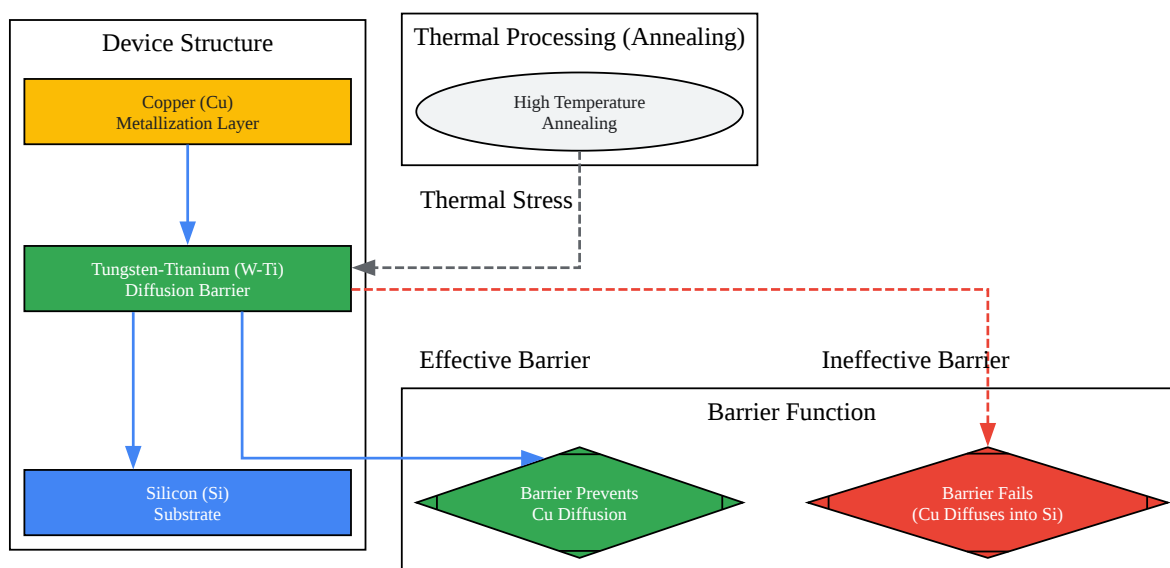 Device Structure
Copper (Cu)
Metallization Layer
Tungsten-Titanium (W-Ti)
Diffusion Barrier
Silicon (Si)
Substrate
Thermal Processing (Annealing)
High Temperature
Annealing
Thermal Stress
Effective Barrier
Ineffective Barrier
Barrier Function
Barrier Prevents
Cu Diffusion
Barrier Fails
(Cu Diffuses into Si)